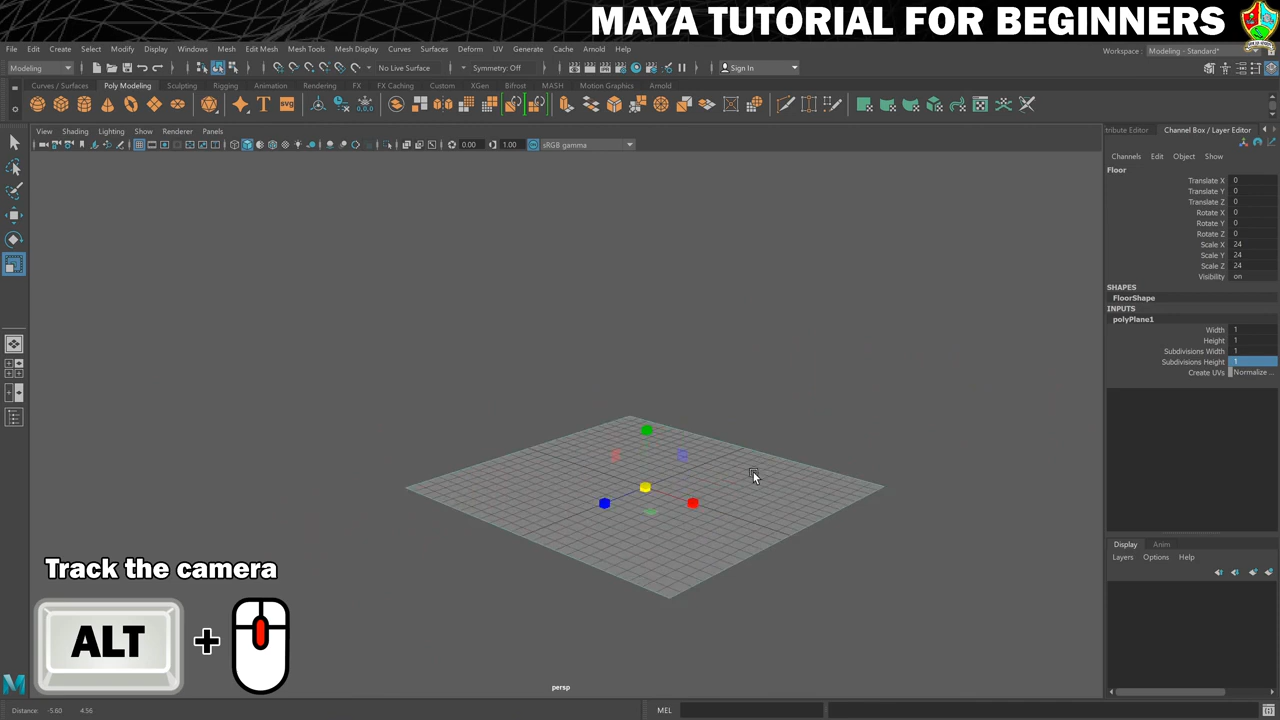 MAYA TUTORIAL FOR BEGINNERS
File Edit Create Select Modify Display Windows Mesh Edit Mesh Mesh Tools Mesh Display Curves Surfaces Deform UV Generate Cache Arnold Help
Workspace : Modeling - Standard*
Modeling No Live Surface Symmetry: Off Sign In
Curves / Surfaces Poly Modeling Sculpting Rigging Animation Rendering FX FX Caching Custom XGen Bifrost MASH Motion Graphics Arnold
SVG
View Shading Lighting Show Renderer Panels
tribute Editor Channel Box / Layer Editor
0.00 1.00 sRGB gamma
Channels Edit Object Show
Floor
Translate X 0
Translate Y 0
Translate Z 0
Rotate X 0
Rotate Y 0
Rotate Z 0
Scale X 24
Scale Y 24
Scale Z 24
Visibility on
SHAPES
FloorShape
INPUTS
polyPlane1
Width 1
Height 1
Subdivisions Width 1
Subdivisions Height 1
Create UVs Normalize ...
Display Anim
Layers Options Help
Track the camera
ALT +
persp
Distance: -5.60 4.56
MEL